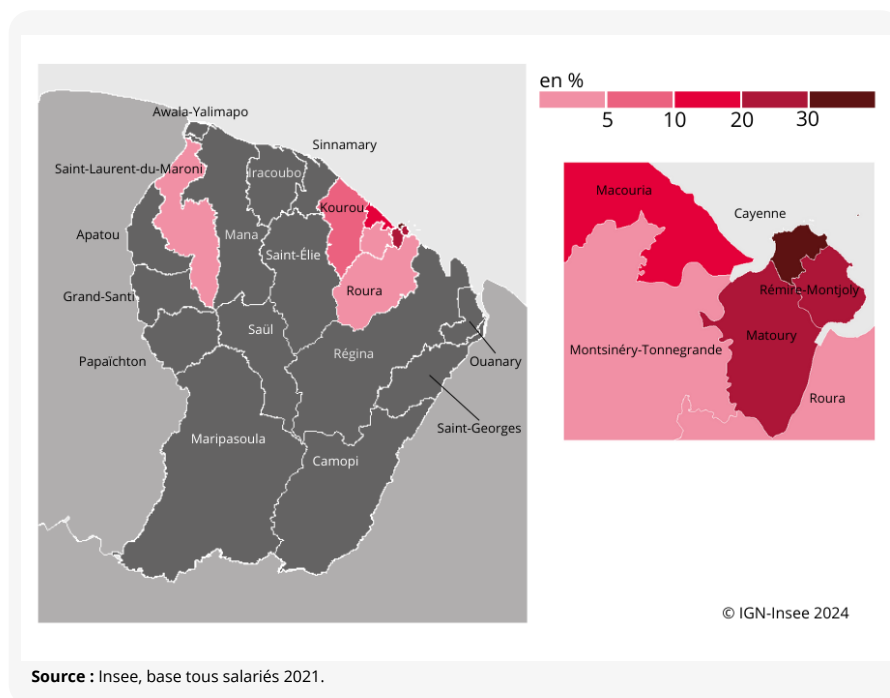 en %
5 10 20 30
Awala-Yalimapo
Sinnamary
Saint-Laurent-du-Maroni
Iracoubo
Kourou
Apatou
Mana
Saint-Élie
Grand-Santi
Roura
Saül
Papaïchton
Régina
Ouanary
Saint-Georges
Maripasoula
Camopi
Macouria
Cayenne
Rémire-Montjoly
Matoury
Montsinéry-Tonnegrande
Roura
© IGN-Insee 2024
Source : Insee, base tous salariés 2021.